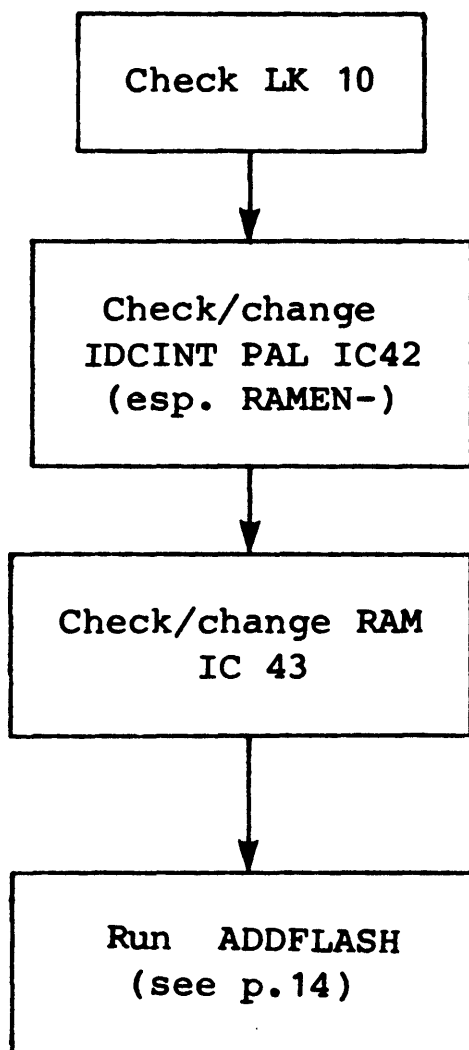 Check LK 10
Check/change
IDCINT PAL IC42
(esp. RAMEN-)
Check/change RAM
IC 43
Run ADDFLASH
(see p.14)